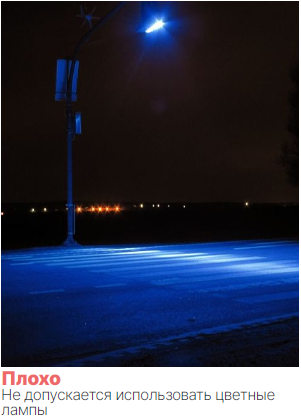 Плохо
Не допускается использовать цветные
лампы